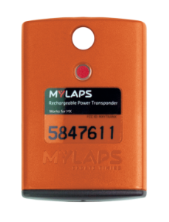 MYLAPS
Rechargeable Power Transponder
5847611
MYLAPS